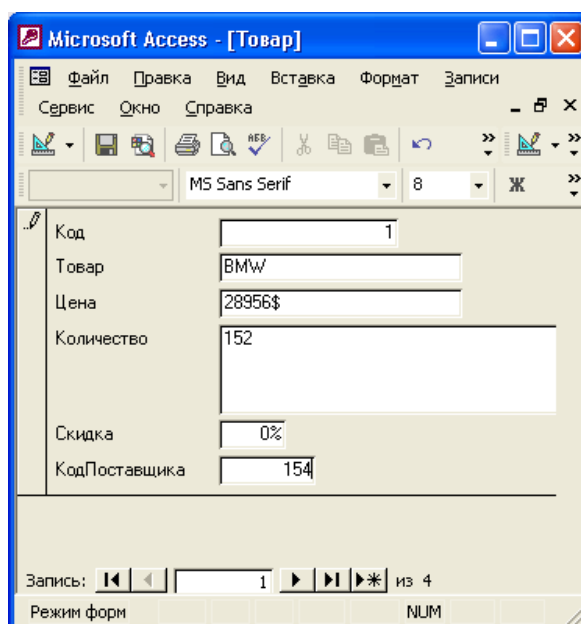 Microsoft Access - [Товар]
Файл Правка Вид Вставка Формат Записи
Сервис Окно Справка
MS Sans Serif 8 Ж
Код 1
Товар BMW
Цена 28956$
Количество 152
Скидка 0%
КодПоставщика 154
Запись: 1 из 4
Режим форм NUM